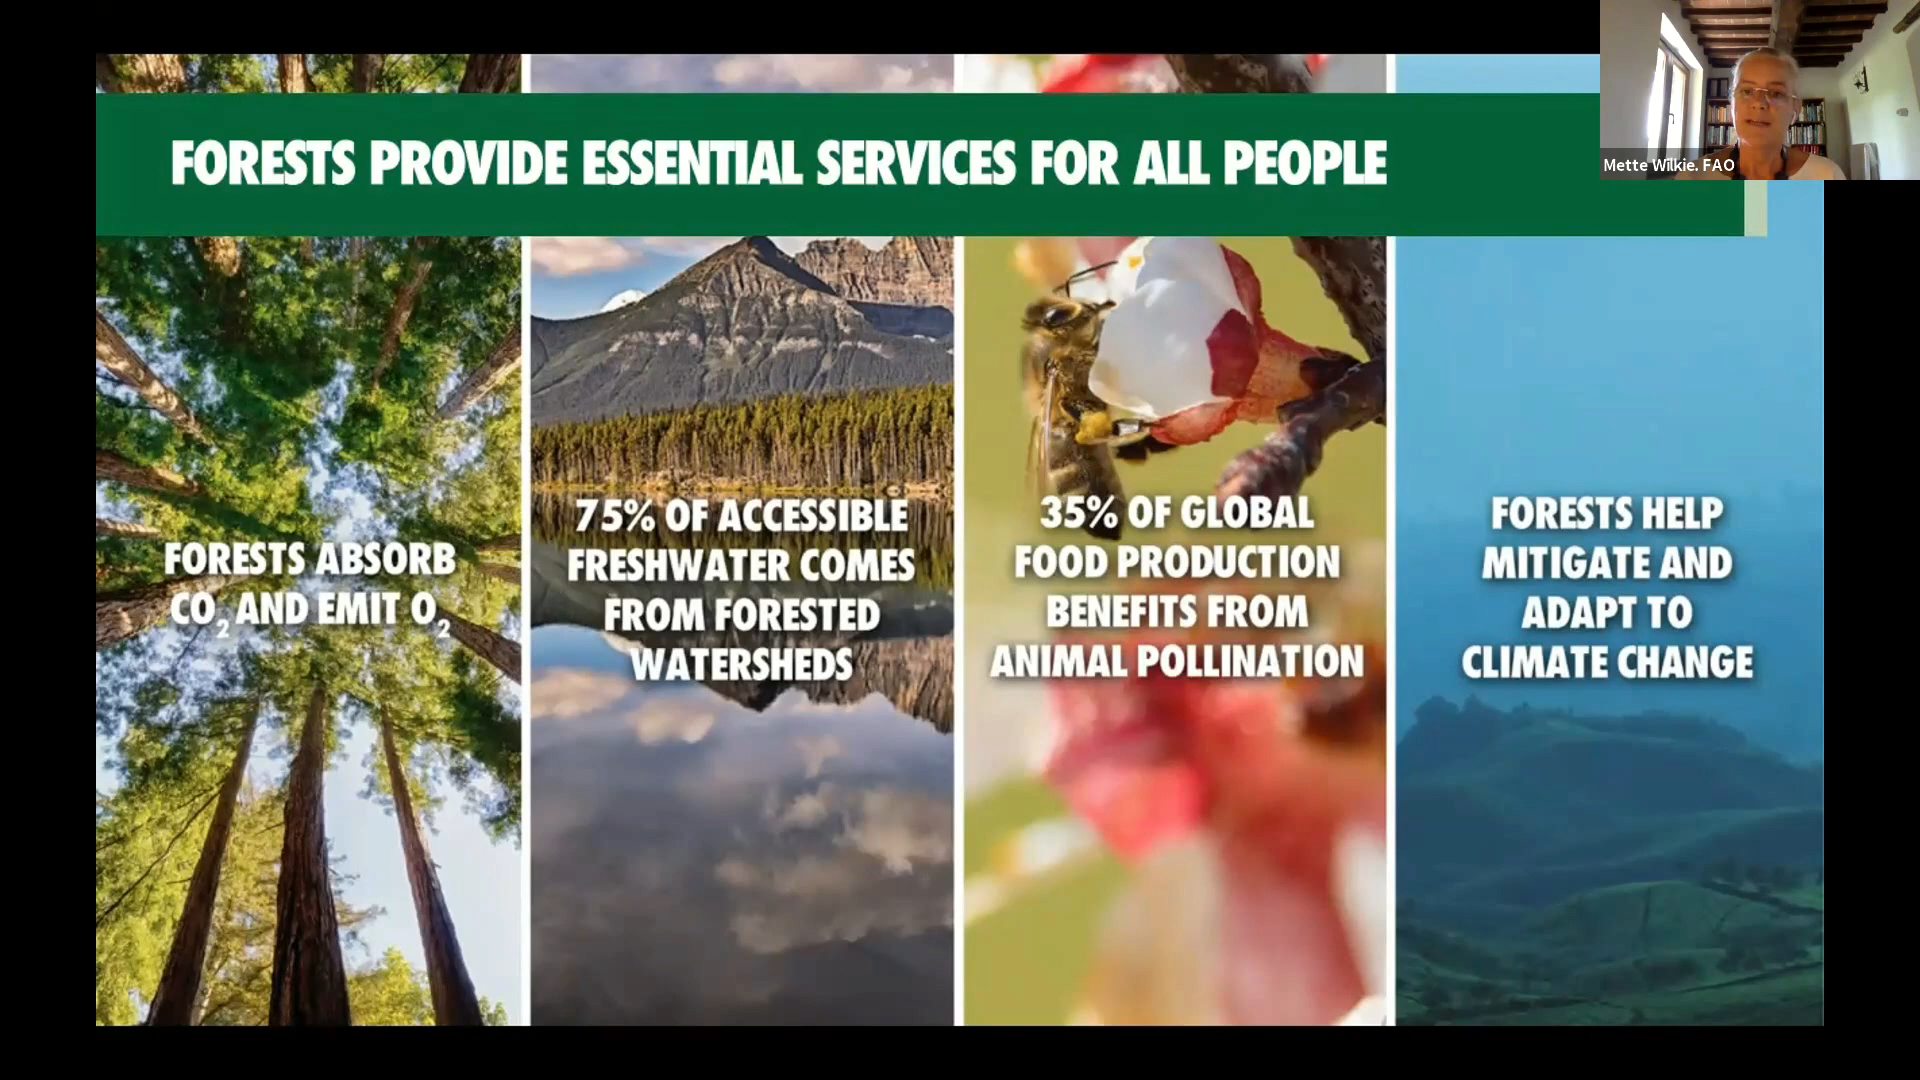 FORESTS PROVIDE ESSENTIAL SERVICES FOR ALL PEOPLE
Mette Wilkie. FAO
FORESTS ABSORB
CO₂ AND EMIT O₂
75% OF ACCESSIBLE
FRESHWATER COMES
FROM FORESTED
WATERSHEDS
35% OF GLOBAL
FOOD PRODUCTION
BENEFITS FROM
ANIMAL POLLINATION
FORESTS HELP
MITIGATE AND
ADAPT TO
CLIMATE CHANGE